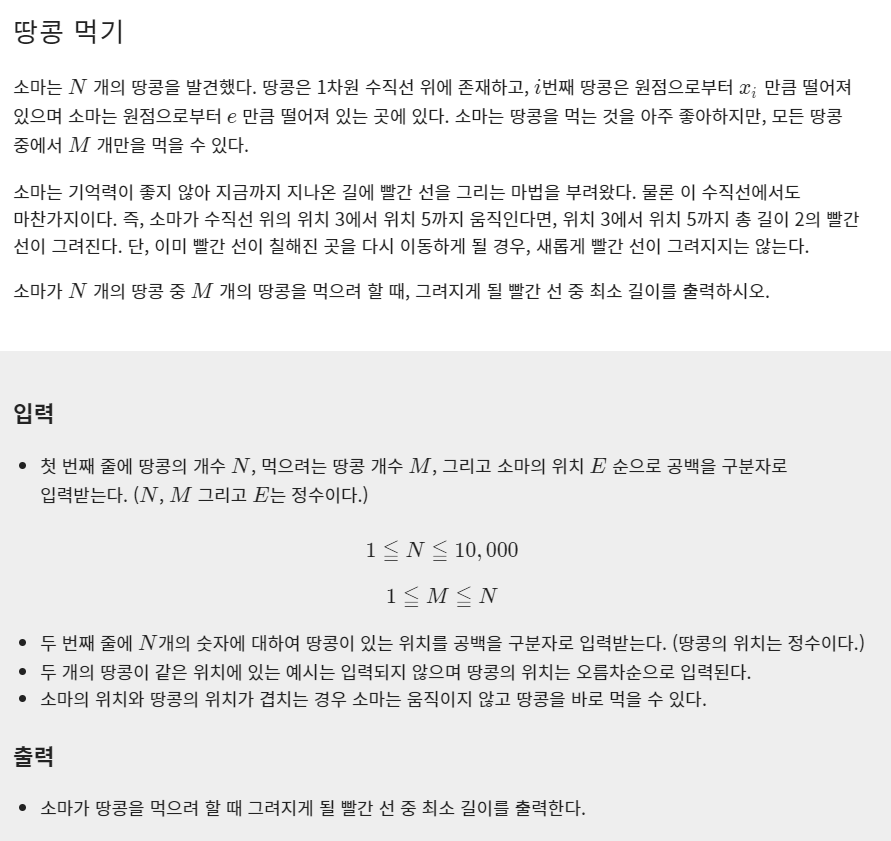 땅콩 먹기
소마는 N 개의 땅콩을 발견했다. 땅콩은 1차원 수직선 위에 존재하고, i번째 땅콩은 원점으로부터 x_i 만큼 떨어져
있으며 소마는 원점으로부터 e 만큼 떨어져 있는 곳에 있다. 소마는 땅콩을 먹는 것을 아주 좋아하지만, 모든 땅콩
중에서 M 개만을 먹을 수 있다.
소마는 기억력이 좋지 않아 지금까지 지나온 길에 빨간 선을 그리는 마법을 부려왔다. 물론 이 수직선에서도
마찬가지이다. 즉, 소마가 수직선 위의 위치 3에서 위치 5까지 움직인다면, 위치 3에서 위치 5까지 총 길이 2의 빨간
선이 그려진다. 단, 이미 빨간 선이 칠해진 곳을 다시 이동하게 될 경우, 새롭게 빨간 선이 그려지지는 않는다.
소마가 N 개의 땅콩 중 M 개의 땅콩을 먹으려 할 때, 그려지게 될 빨간 선 중 최소 길이를 출력하시오.
입력
• 첫 번째 줄에 땅콩의 개수 N, 먹으려는 땅콩 개수 M, 그리고 소마의 위치 E 순으로 공백을 구분자로
입력받는다. (N, M 그리고 E는 정수이다.)
1 ≦ N ≦ 10,000
1 ≦ M ≦ N
• 두 번째 줄에 N개의 숫자에 대하여 땅콩이 있는 위치를 공백을 구분자로 입력받는다. (땅콩의 위치는 정수이다.)
• 두 개의 땅콩이 같은 위치에 있는 예시는 입력되지 않으며 땅콩의 위치는 오름차순으로 입력된다.
• 소마의 위치와 땅콩의 위치가 겹치는 경우 소마는 움직이지 않고 땅콩을 바로 먹을 수 있다.
출력
• 소마가 땅콩을 먹으려 할 때 그려지게 될 빨간 선 중 최소 길이를 출력한다.